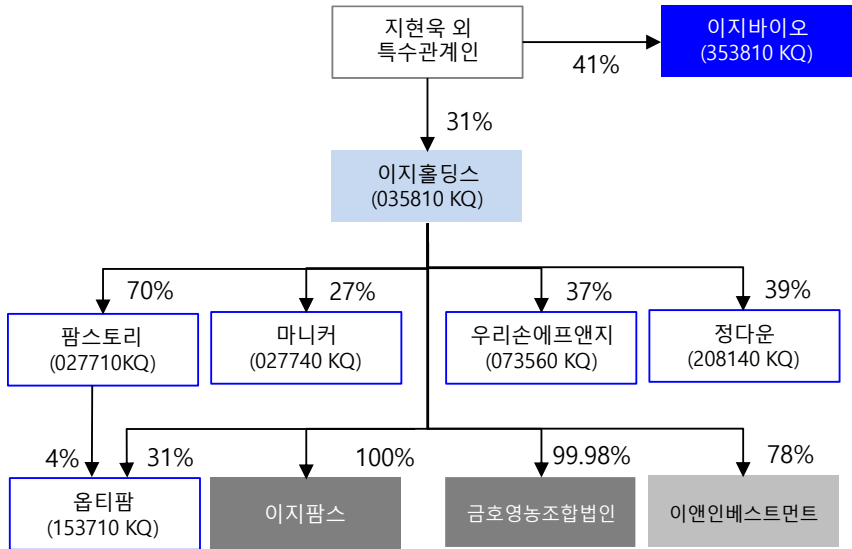 지현욱 외
특수관계인
41%
이지바이오
(353810 KQ)
31%
이지홀딩스
(035810 KQ)
70%
27%
37%
39%
팜스토리
(027710KQ)
마니커
(027740 KQ)
우리손에프앤지
(073560 KQ)
정다운
(208140 KQ)
4%
31%
100%
99.98%
78%
옵티팜
(153710 KQ)
이지팜스
금호영농조합법인
이앤인베스트먼트